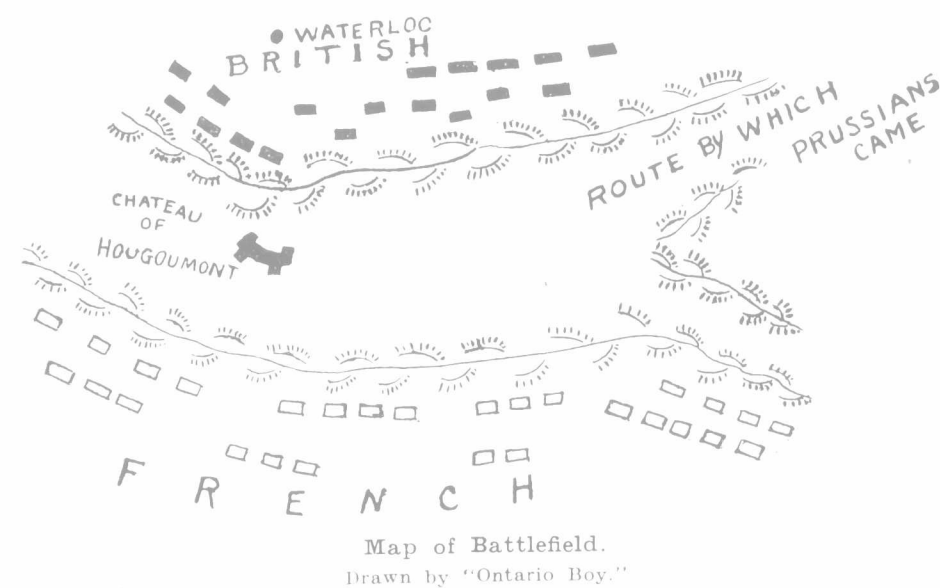 WATERLOC
BRITISH
ROUTE BY WHICH
PRUSSIANS
CAME
CHATEAU
OF
HOUGOUMONT
FRENCH
Map of Battlefield.
Drawn by "Ontario Boy."